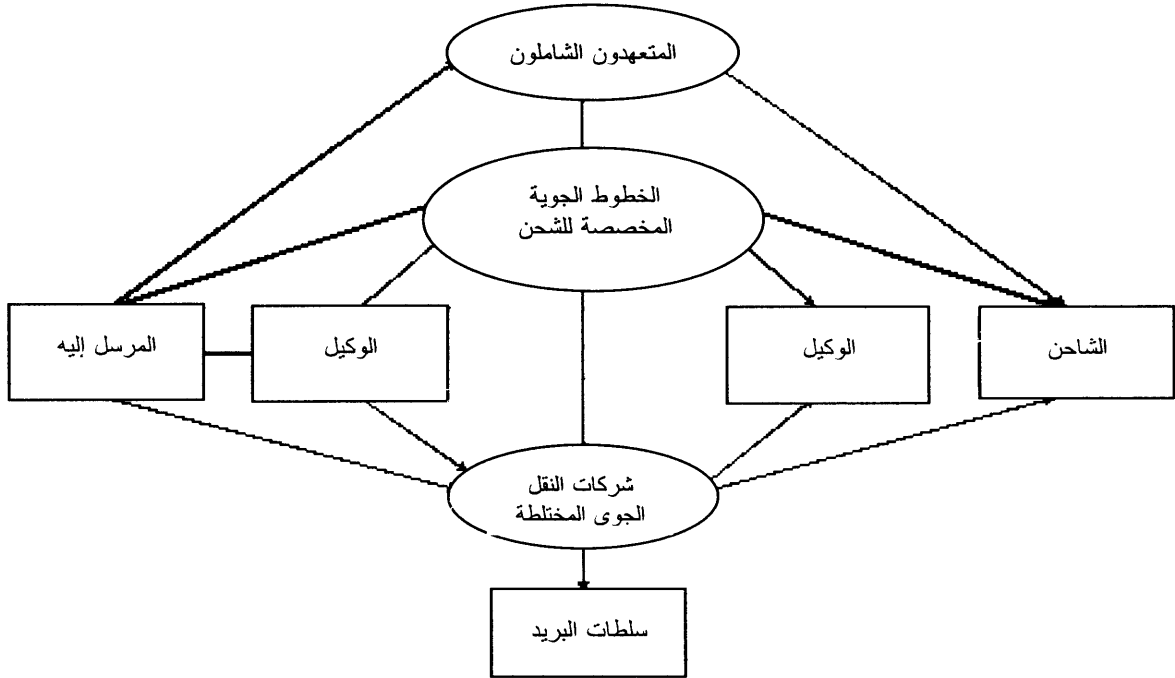 المتعهدون الشاملون
الخطوط الجوية
المخصصة للشحن
الشاحن
الوكيل
الوكيل
المرسل إليه
شركات النقل
الجوى المختلطة
سلطات البريد